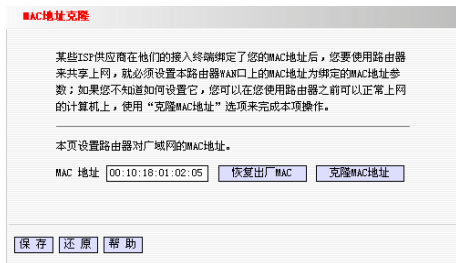 MAC地址克隆
某些ISP供应商在他们的接入终端绑定了您的MAC地址后，您要使用路由器
来共享上网，就必须设置本路由器WAN口上的MAC地址为绑定的MAC地址参
数；如果您不知道如何设置它，您可以在您使用路由器之前可以正常上网
的计算机上，使用“克隆MAC地址”选项来完成本项操作。
本页设置路由器对广域网的MAC地址。
MAC 地址 00:10:18:01:02:05 恢复出厂MAC 克隆MAC地址
保 存 还 原 帮 助